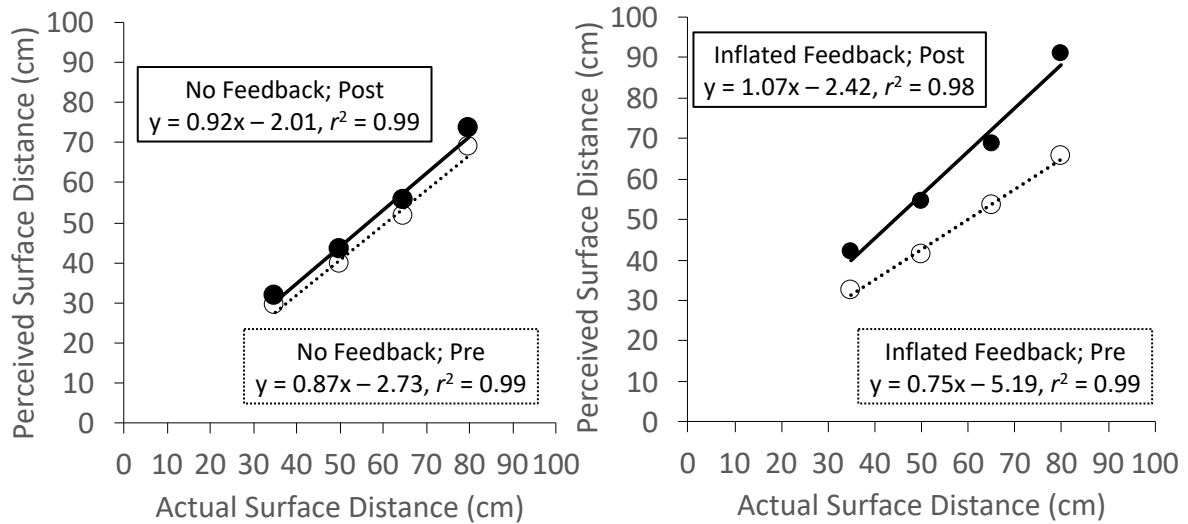 Perceived Surface Distance (cm)
100
90
80
70
60
50
40
30
20
10
0
No Feedback; Post
y = 0.92x – 2.01, r² = 0.99
No Feedback; Pre
y = 0.87x – 2.73, r² = 0.99
0 10 20 30 40 50 60 70 80 90 100
Actual Surface Distance (cm)
Perceived Surface Distance (cm)
100
90
80
70
60
50
40
30
20
10
0
Inflated Feedback; Post
y = 1.07x – 2.42, r² = 0.98
Inflated Feedback; Pre
y = 0.75x – 5.19, r² = 0.99
0 10 20 30 40 50 60 70 80 90 100
Actual Surface Distance (cm)